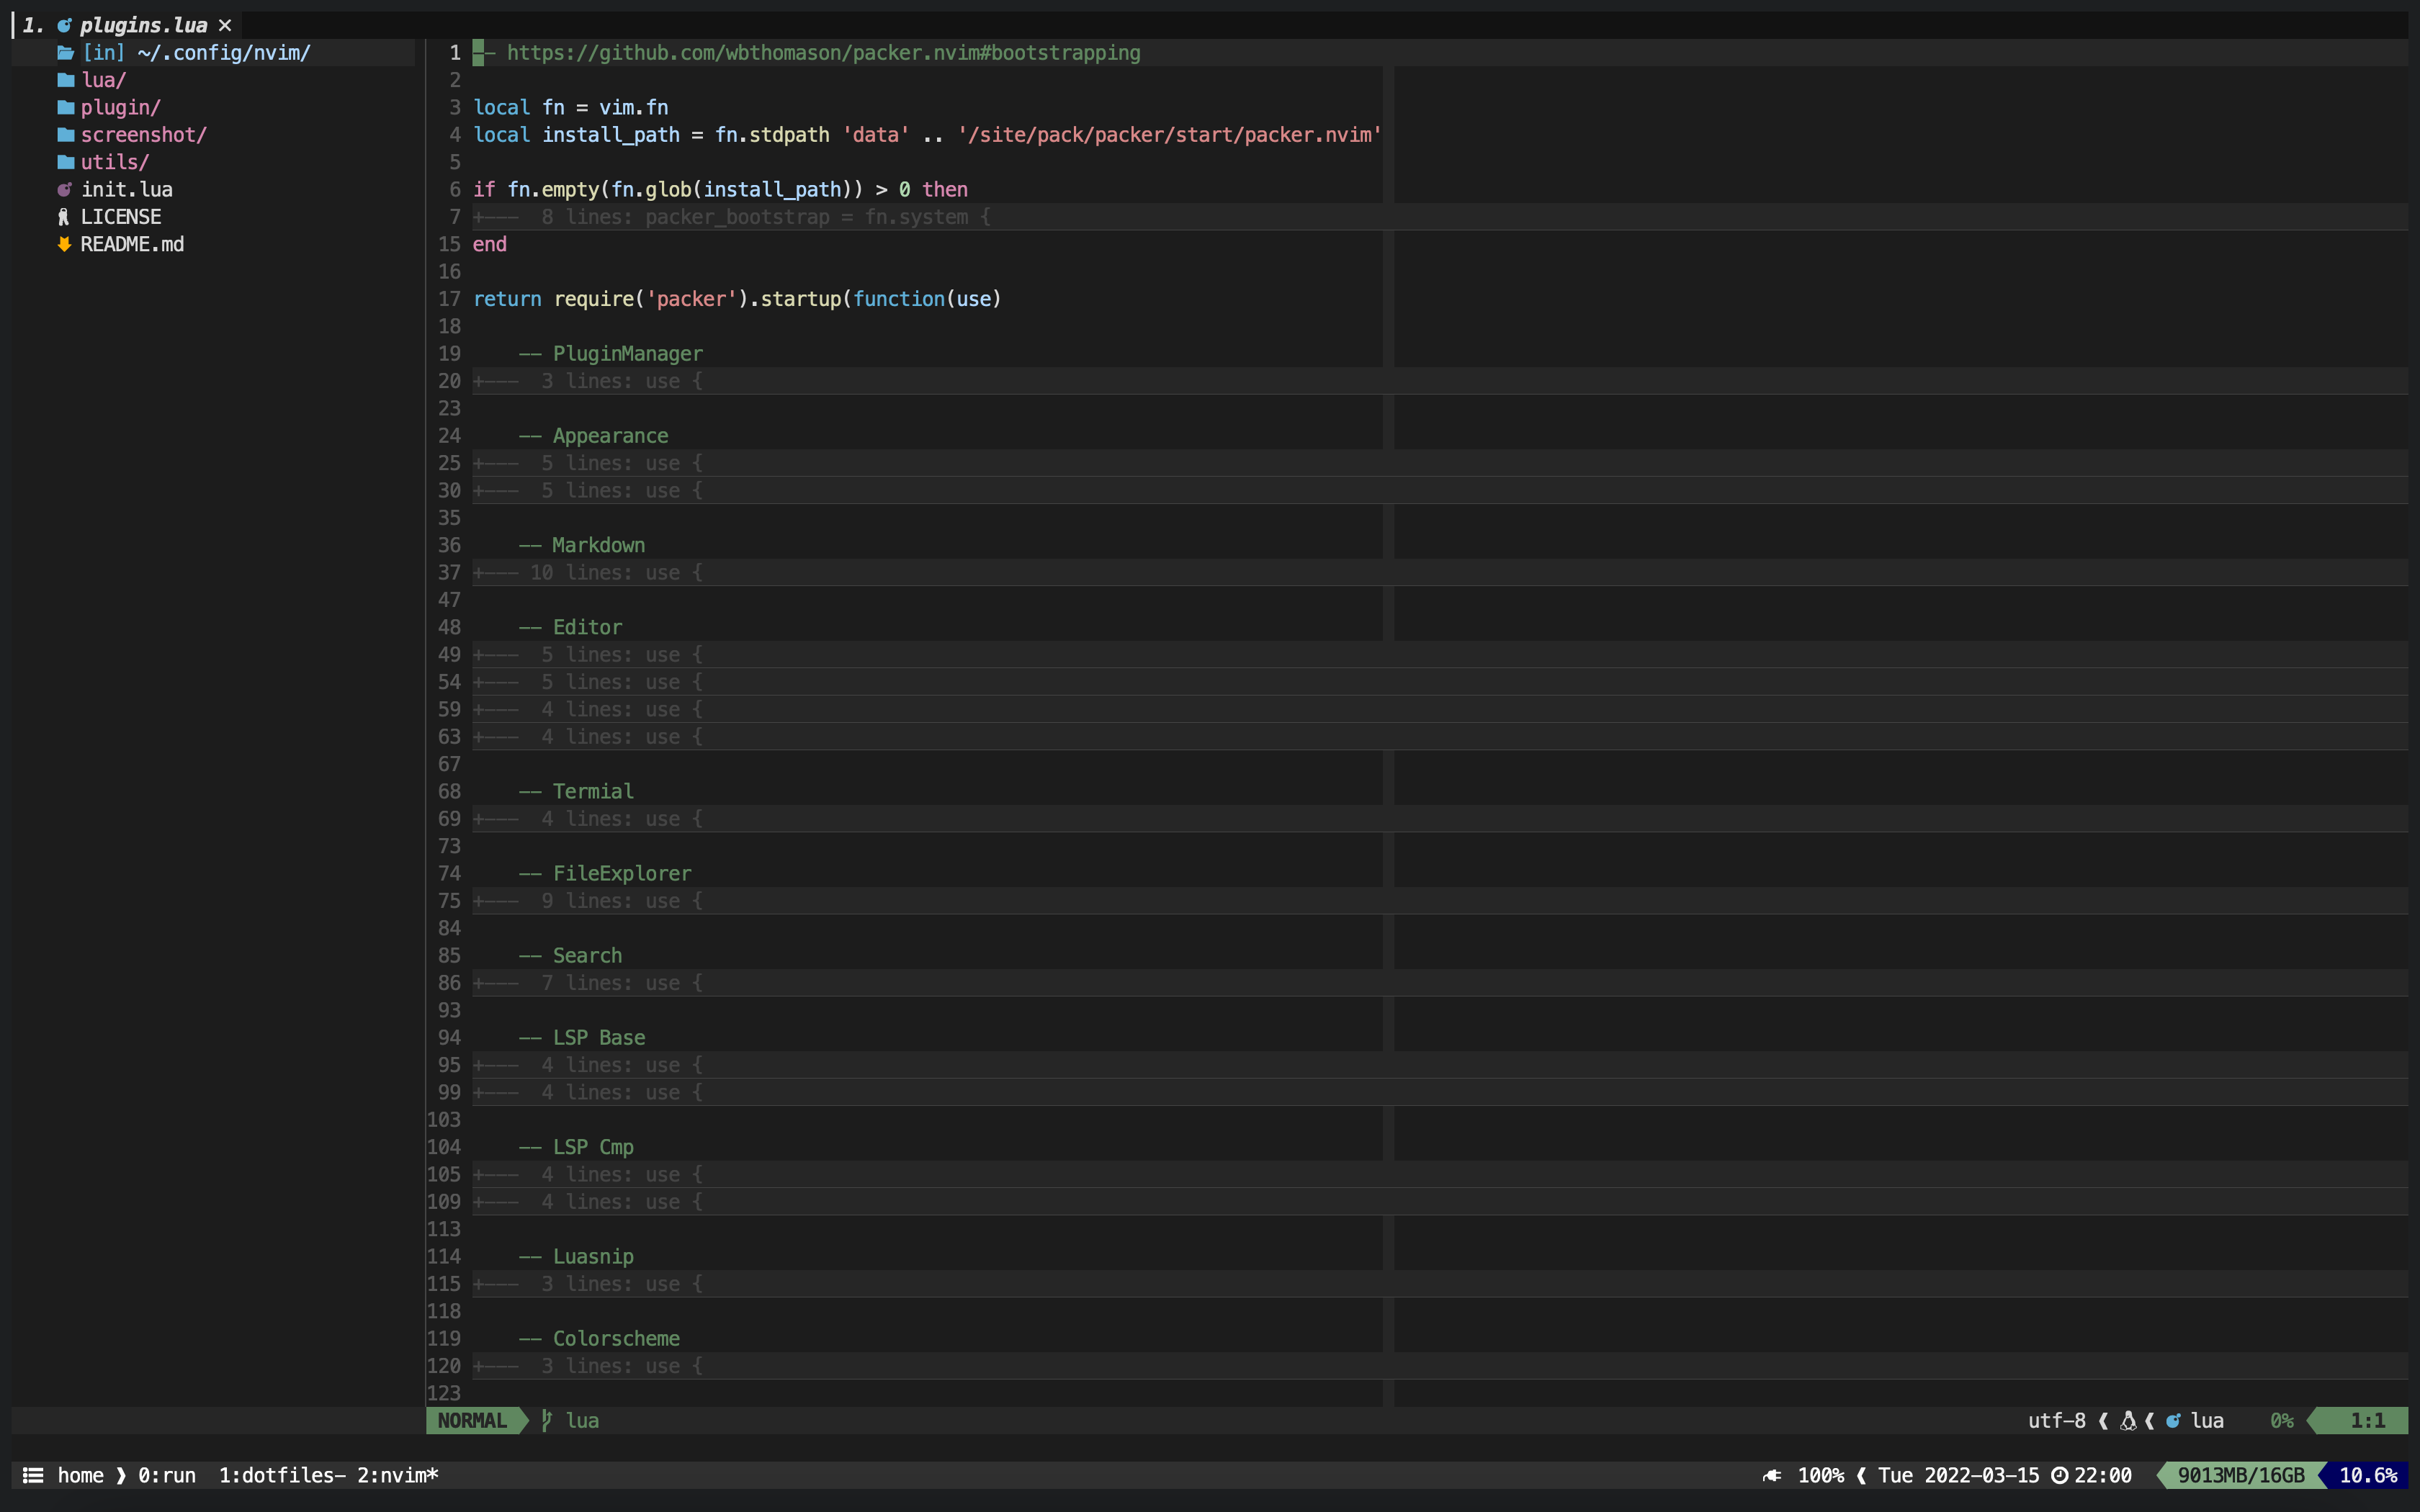 1. plugins.lua ×
[in] ~/.config/nvim/
lua/
plugin/
screenshot/
utils/
init.lua
LICENSE
README.md
1 -- https://github.com/wbthomason/packer.nvim#bootstrapping
2
3 local fn = vim.fn
4 local install_path = fn.stdpath 'data' .. '/site/pack/packer/start/packer.nvim'
5
6 if fn.empty(fn.glob(install_path)) > 0 then
7 +--- 8 lines: packer_bootstrap = fn.system {
15 end
16
17 return require('packer').startup(function(use)
18
19 -- PluginManager
20 +--- 3 lines: use {
23
24 -- Appearance
25 +--- 5 lines: use {
30 +--- 5 lines: use {
35
36 -- Markdown
37 +--- 10 lines: use {
47
48 -- Editor
49 +--- 5 lines: use {
54 +--- 5 lines: use {
59 +--- 4 lines: use {
63 +--- 4 lines: use {
67
68 -- Termial
69 +--- 4 lines: use {
73
74 -- FileExplorer
75 +--- 9 lines: use {
84
85 -- Search
86 +--- 7 lines: use {
93
94 -- LSP Base
95 +--- 4 lines: use {
99 +--- 4 lines: use {
103
104 -- LSP Cmp
105 +--- 4 lines: use {
109 +--- 4 lines: use {
113
114 -- Luasnip
115 +--- 3 lines: use {
118
119 -- Colorscheme
120 +--- 3 lines: use {
123
NORMAL lua utf-8 ❰ ❰ lua 0% 1:1
home ❱ 0:run 1:dotfiles- 2:nvim* 100% ❰ Tue 2022-03-15 22:00 9013MB/16GB 10.6%